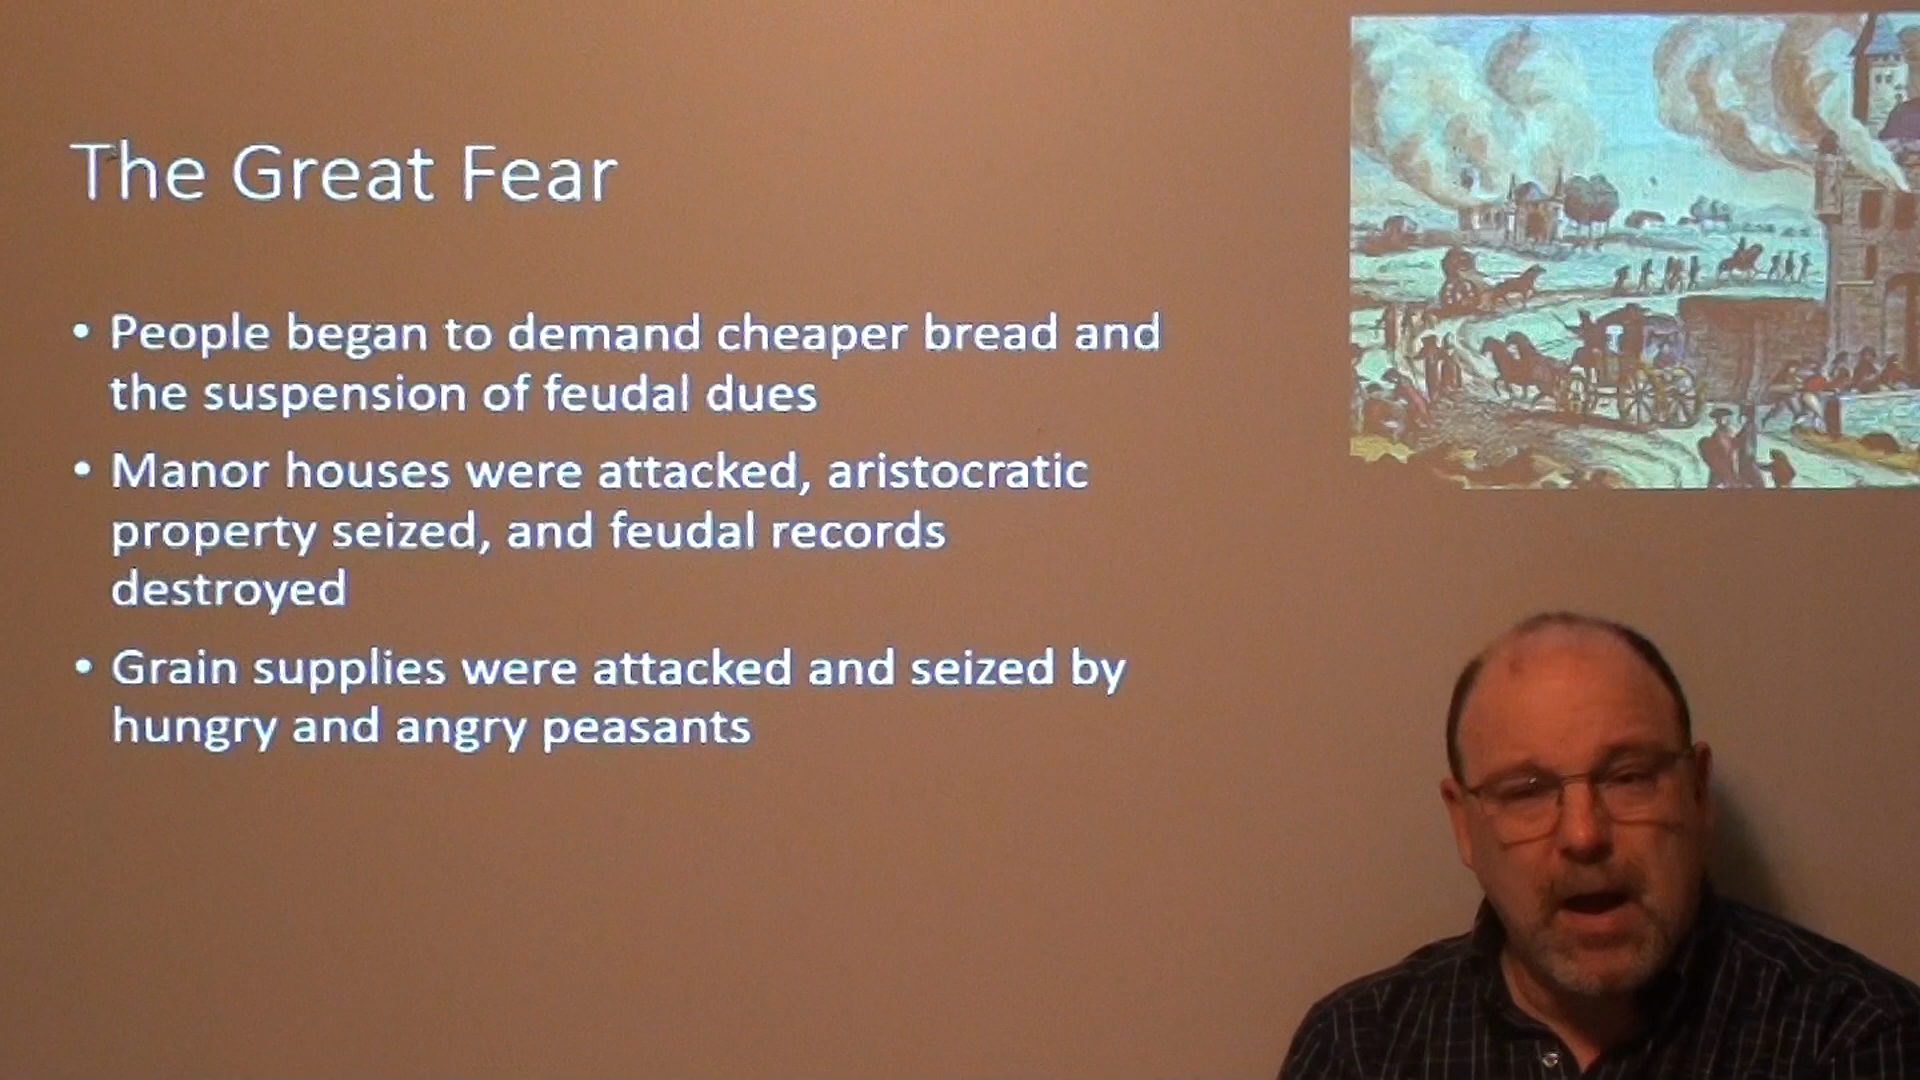 The Great Fear
• People began to demand cheaper bread and
the suspension of feudal dues
• Manor houses were attacked, aristocratic
property seized, and feudal records
destroyed
• Grain supplies were attacked and seized by
hungry and angry peasants